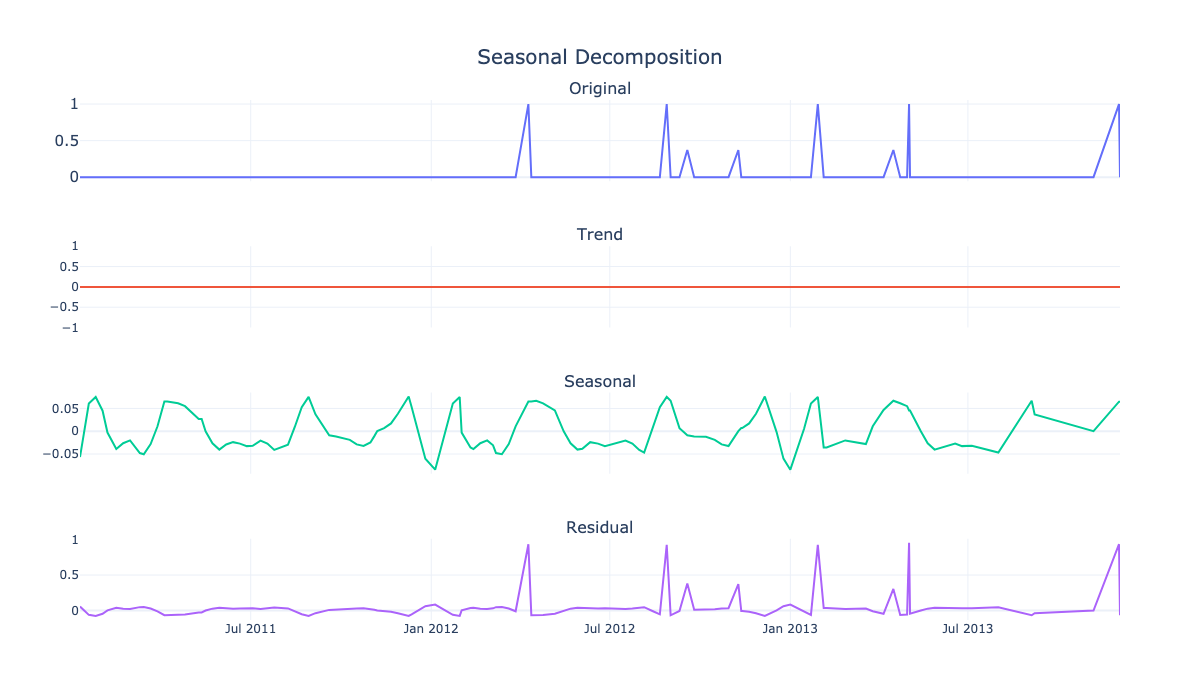 Seasonal Decomposition
Original
1
0.5
0
Trend
1
0.5
0
−0.5
−1
Seasonal
0.05
0
−0.05
Residual
1
0.5
0
Jul 2011 Jan 2012 Jul 2012 Jan 2013 Jul 2013